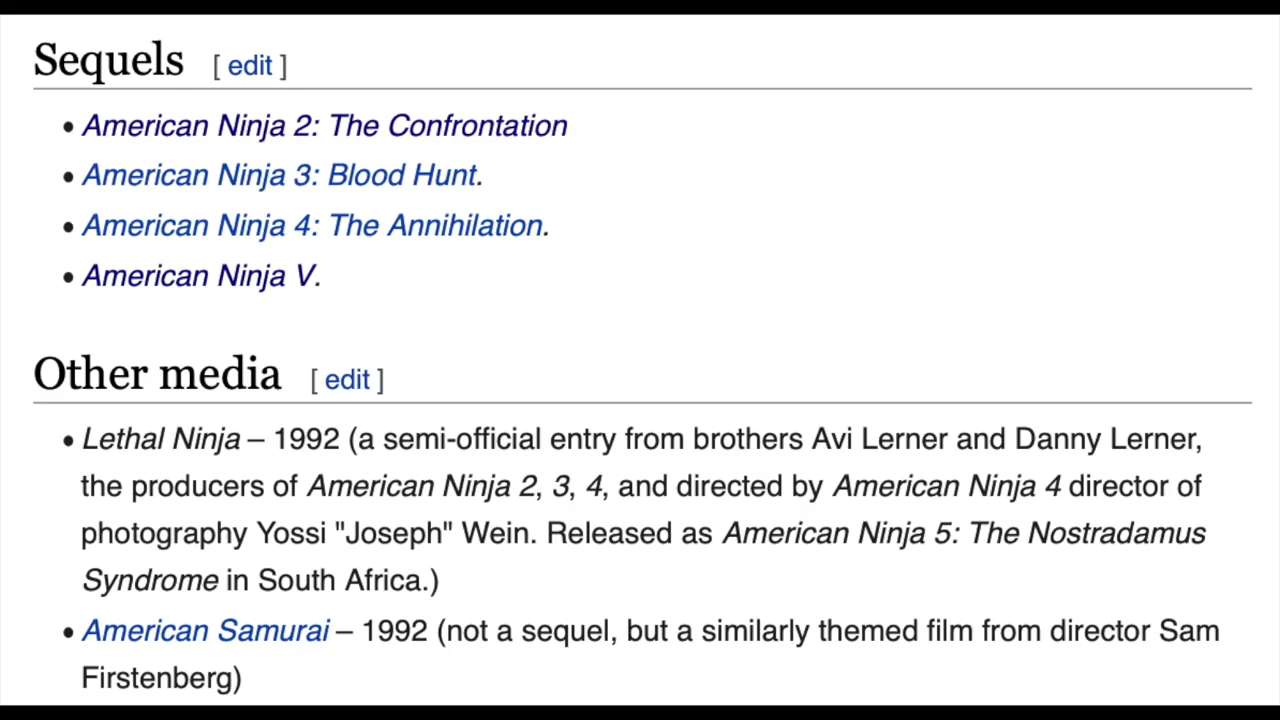 Sequels [ edit ]
• American Ninja 2: The Confrontation
• American Ninja 3: Blood Hunt.
• American Ninja 4: The Annihilation.
• American Ninja V.
Other media [ edit ]
• Lethal Ninja – 1992 (a semi-official entry from brothers Avi Lerner and Danny Lerner,
the producers of American Ninja 2, 3, 4, and directed by American Ninja 4 director of
photography Yossi "Joseph" Wein. Released as American Ninja 5: The Nostradamus
Syndrome in South Africa.)
• American Samurai – 1992 (not a sequel, but a similarly themed film from director Sam
Firstenberg)